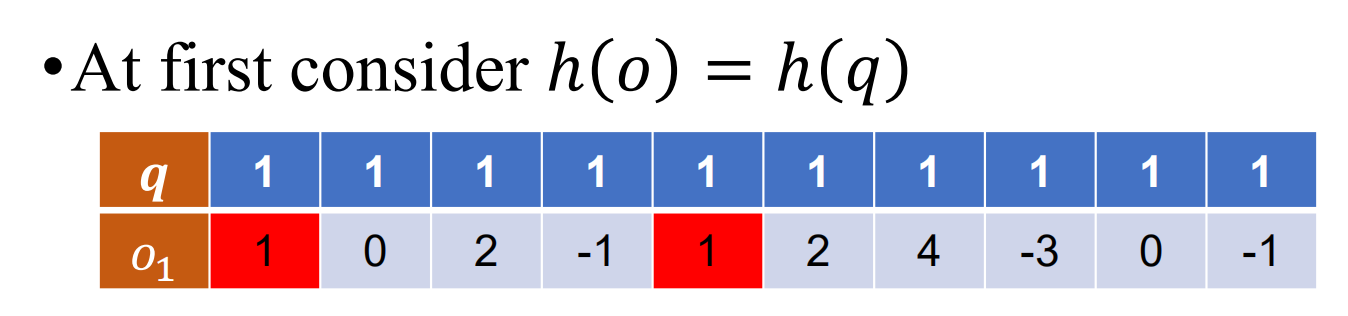 •At first consider h(o) = h(q)
q 1 1 1 1 1 1 1 1 1 1
o₁ 1 0 2 -1 1 2 4 -3 0 -1